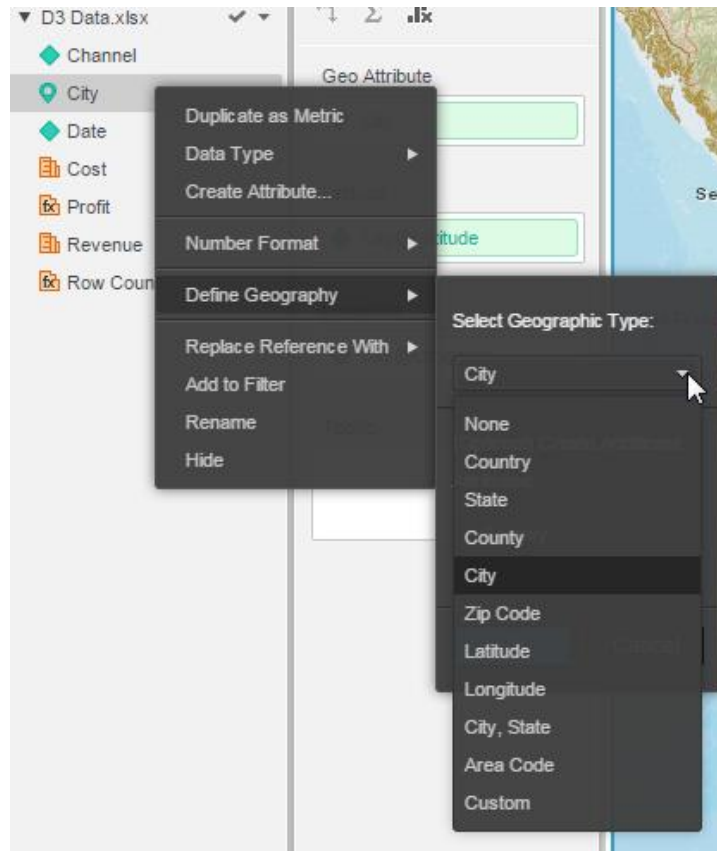 D3 Data.xlsx
Channel
City
Date
Cost
Profit
Revenue
Row Coun
Geo Attribute
itude
Se
Duplicate as Metric
Data Type
Create Attribute...
Number Format
Define Geography
Replace Reference With
Add to Filter
Rename
Hide
Select Geographic Type:
City
None
Country
State
County
City
Zip Code
Latitude
Longitude
City, State
Area Code
Custom